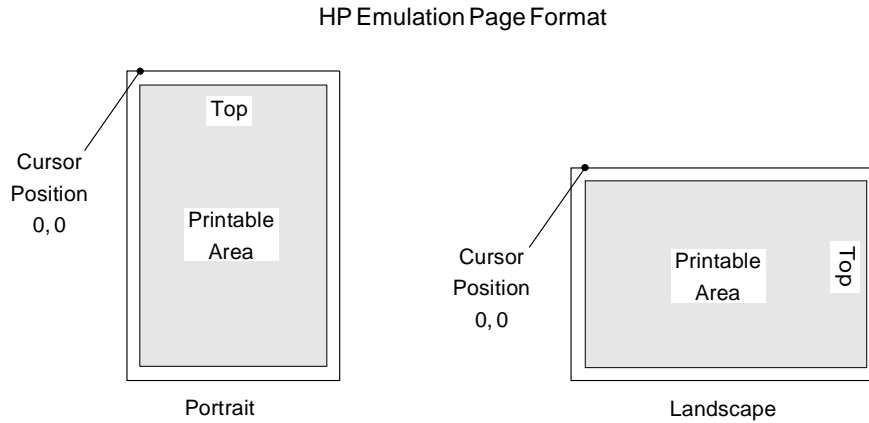 HP Emulation Page Format
Top
Cursor
Position
0, 0
Printable
Area
Portrait
Cursor
Position
0, 0
Printable
Area
Top
Landscape